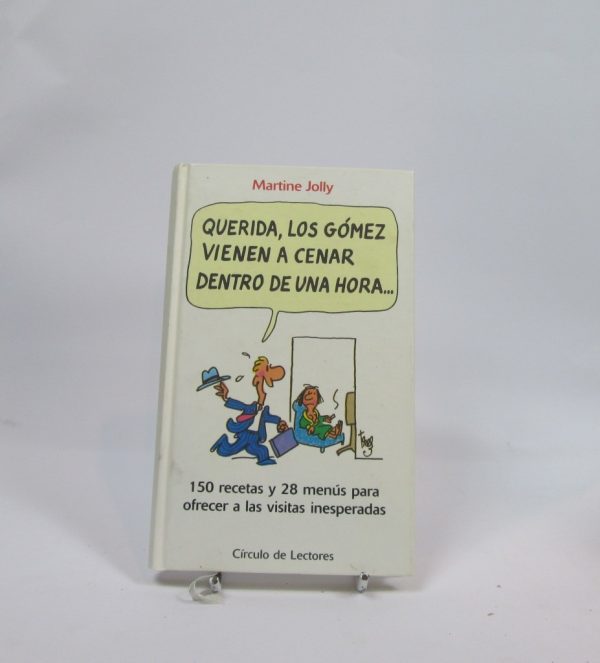 Martine Jolly
QUERIDA, LOS GÓMEZ
VIENEN A CENAR
DENTRO DE UNA HORA...
150 recetas y 28 menús para
ofrecer a las visitas inesperadas
Círculo de Lectores